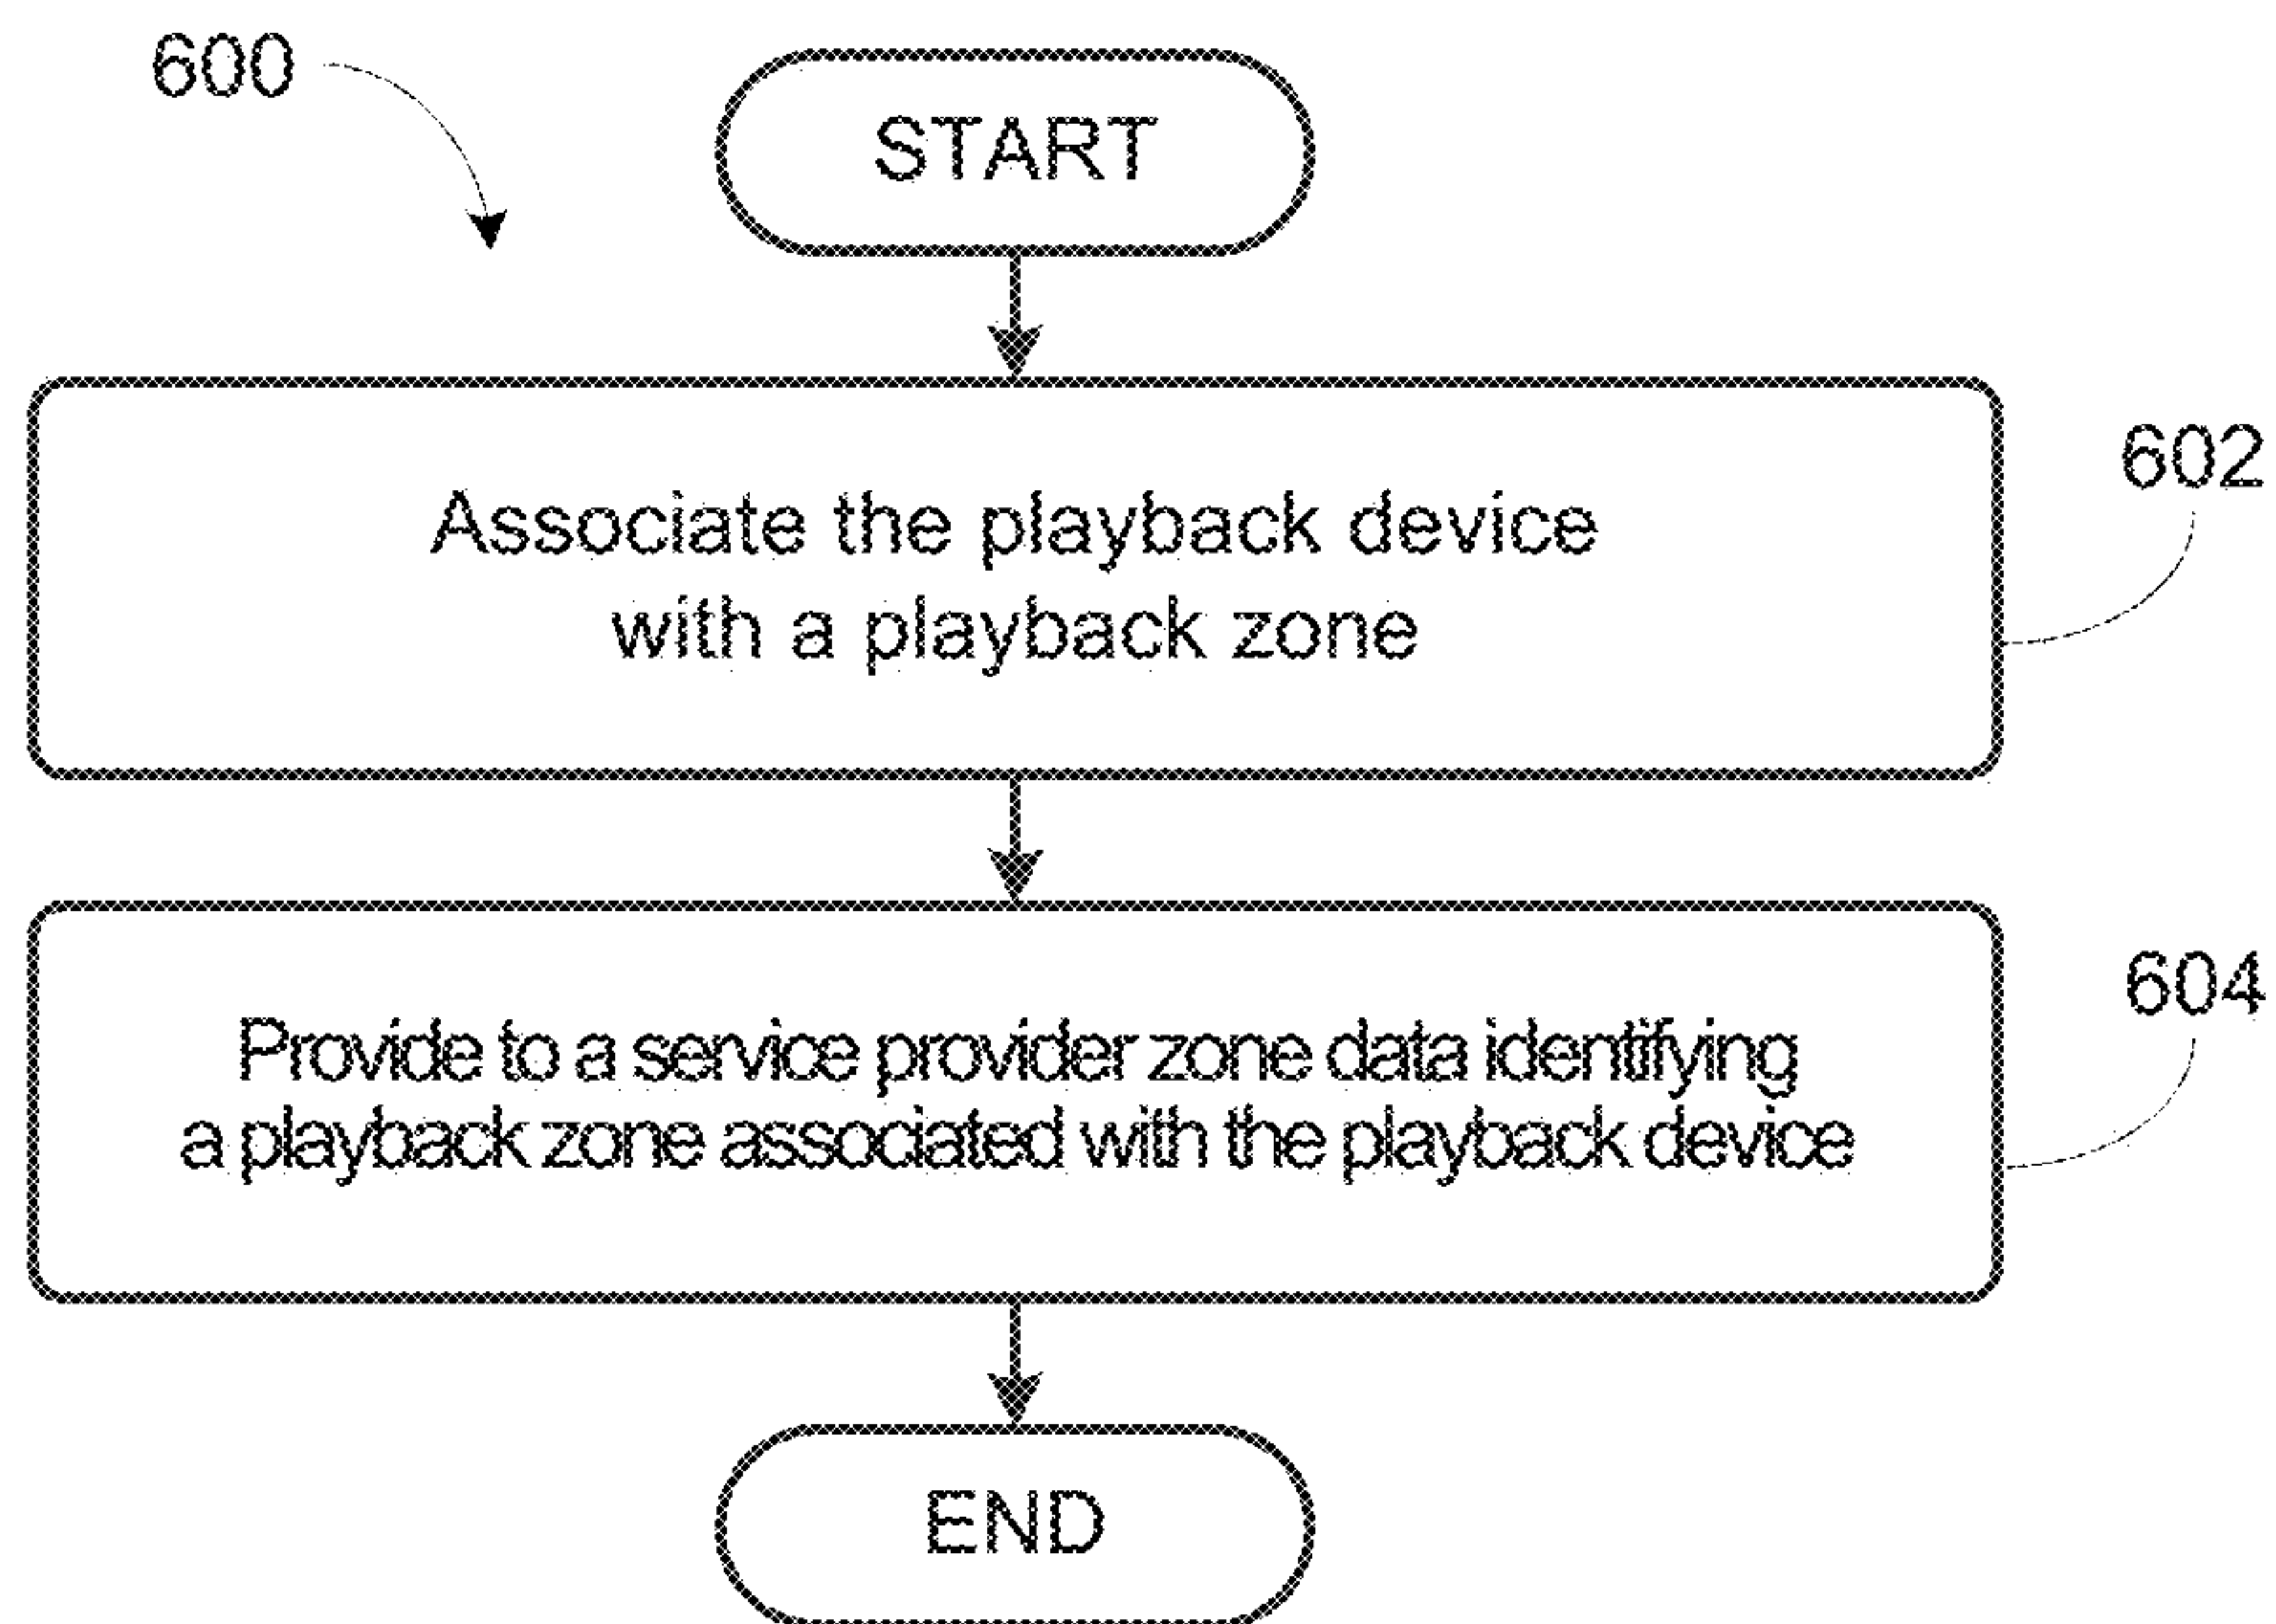 600
START
Associate the playback device
with a playback zone
602
Provide to a service provider zone data identifying
a playback zone associated with the playback device
604
END